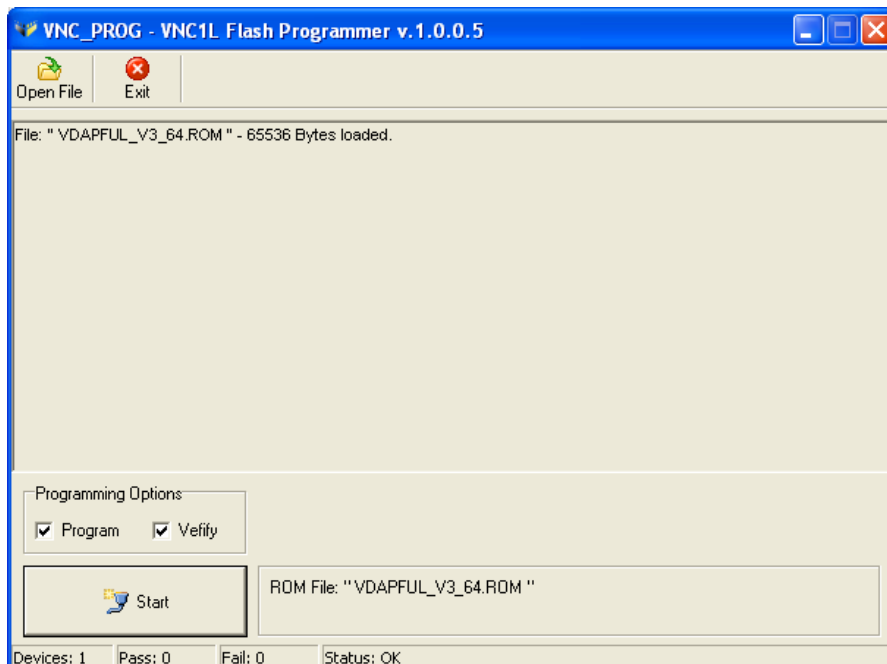 VNC_PROG - VNC1L Flash Programmer v.1.0.0.5
Open File
Exit
File: " VDAPFUL_V3_64.ROM " - 65536 Bytes loaded.
Programming Options
Program
Vefify
Start
ROM File: " VDAPFUL_V3_64.ROM "
Devices: 1
Pass: 0
Fail: 0
Status: OK